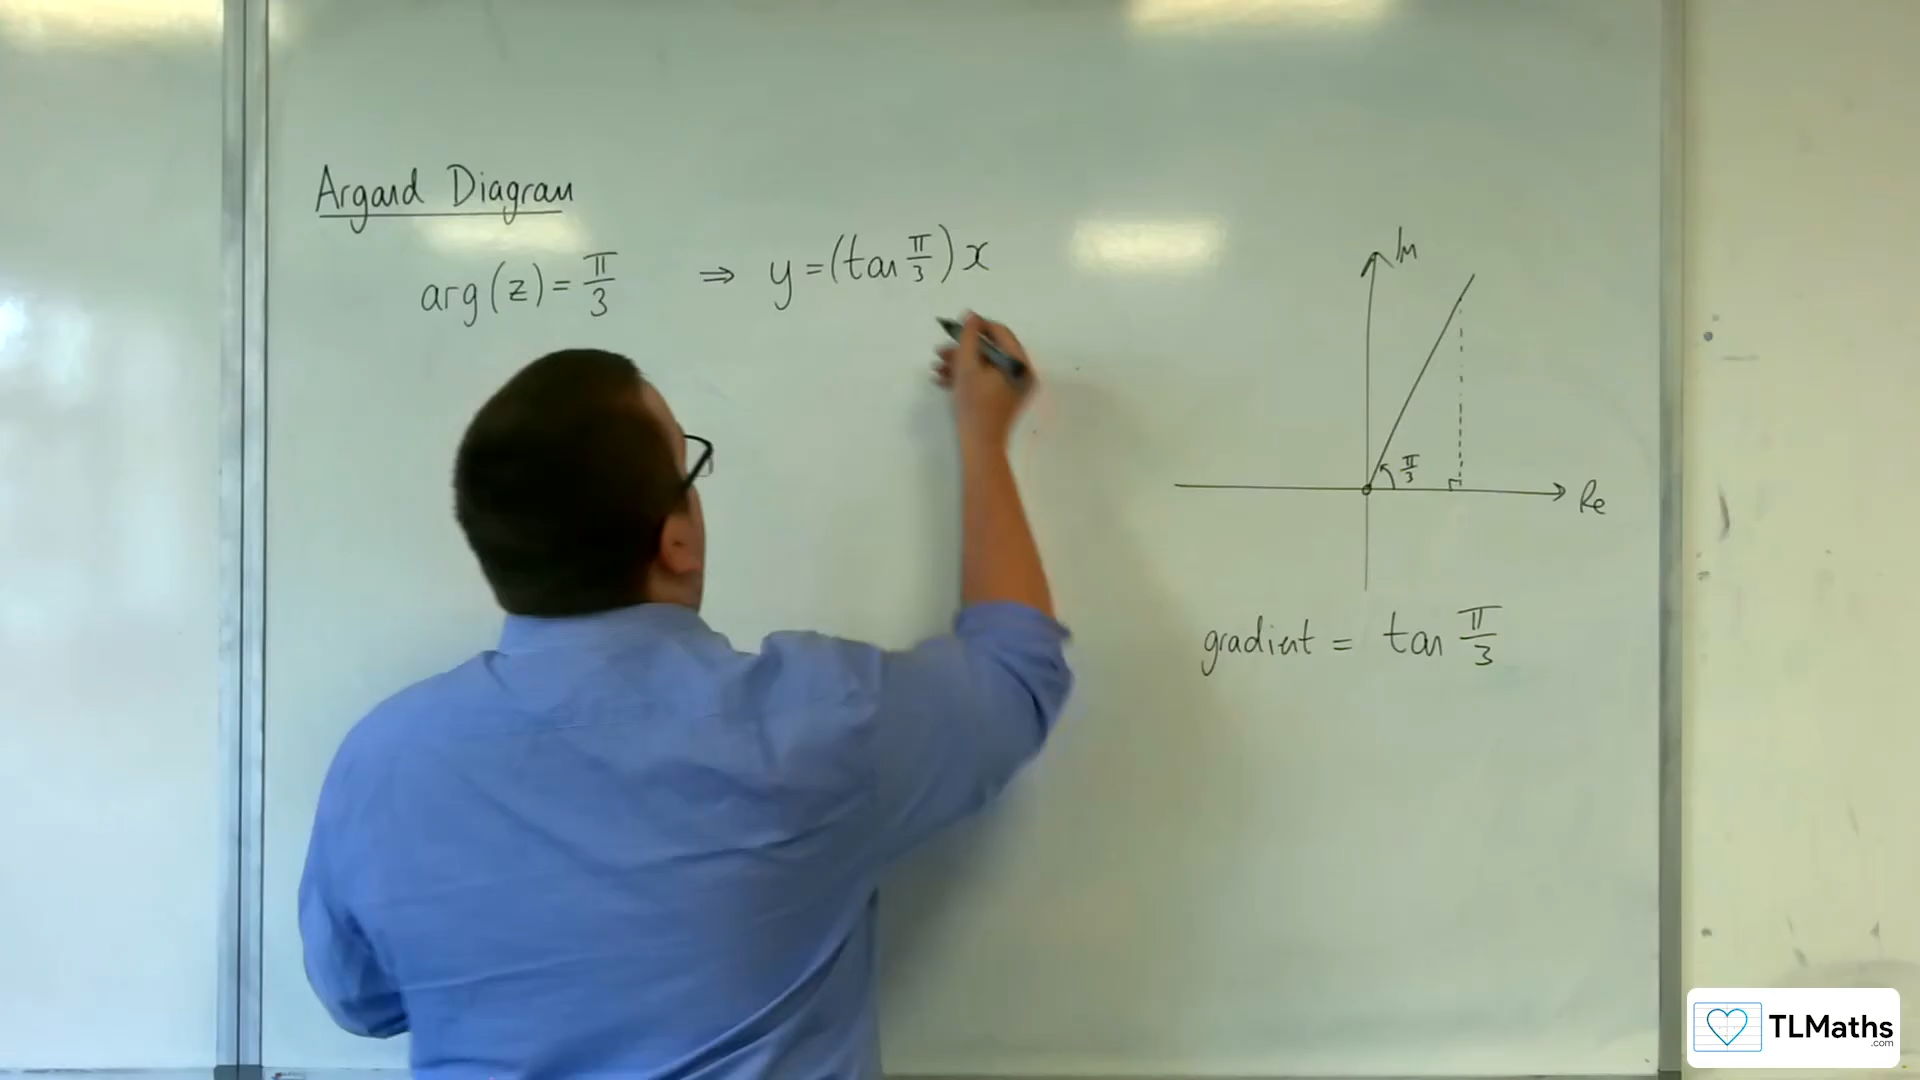 Argand Diagram
arg(z) = π/3 ⇒ y = (tan π/3) x
Im
π/3
Re
gradient = tan π/3
TLMaths
.com